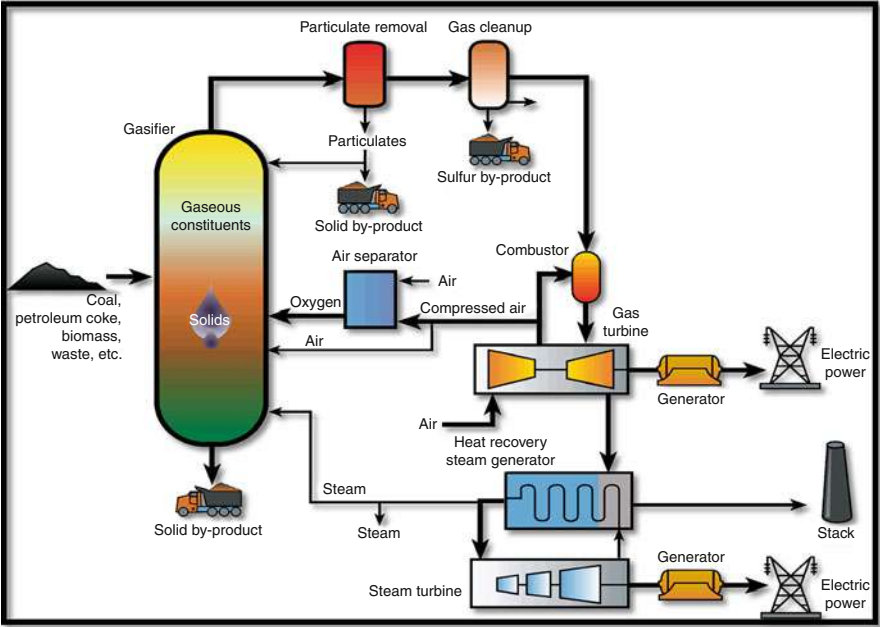 Particulate removal
Gas cleanup
Gasifier
Particulates
Sulfur by-product
Gaseous
constituents
Solid by-product
Combustor
Air separator
Air
Coal,
petroleum coke,
biomass,
waste, etc.
Solids
Oxygen
Compressed air
Gas
turbine
Air
Electric
power
Generator
Air
Heat recovery
steam generator
Steam
Solid by-product
Steam
Stack
Steam turbine
Generator
Electric
power